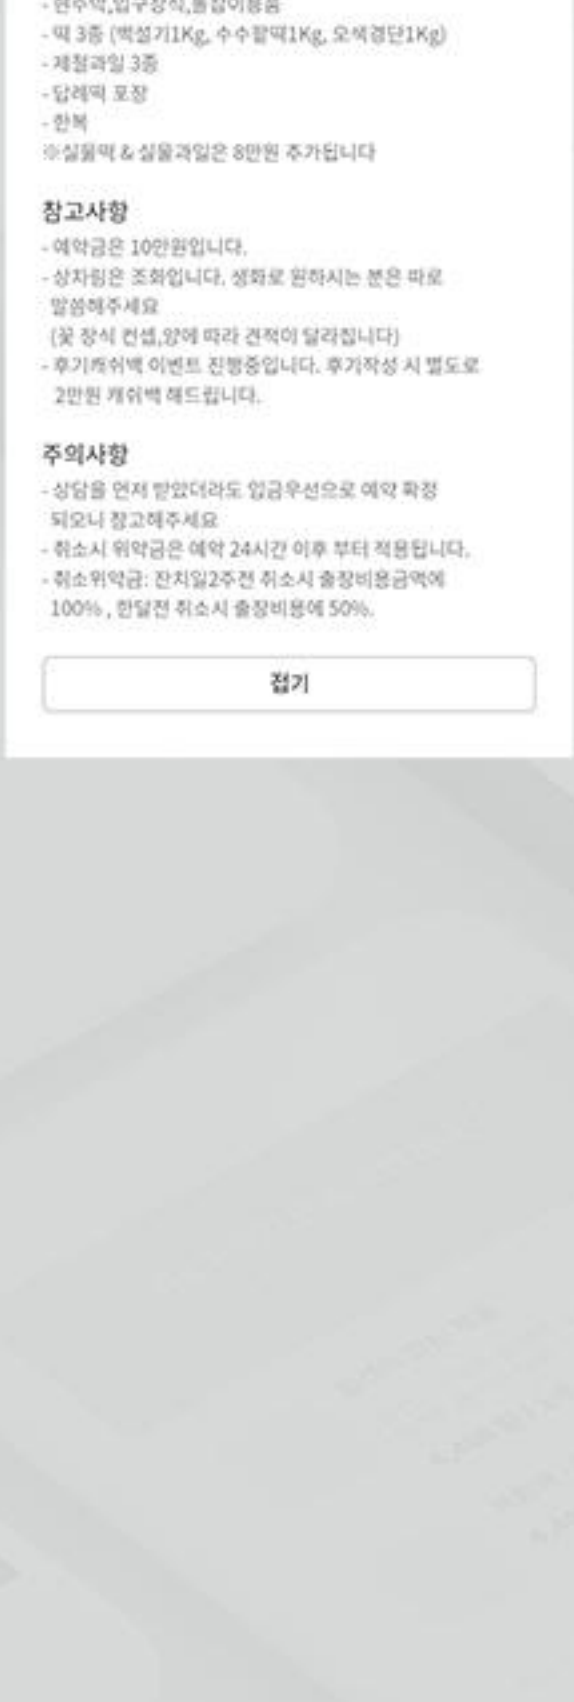 - 현수막,입구장식,돌잡이용품
- 떡 3종 (백설기1Kg, 수수팥떡1Kg, 오색경단1Kg)
- 제철과일 3종
- 답례떡 포장
- 한복
※실물떡 & 실물과일은 8만원 추가됩니다
참고사항
- 예약금은 10만원입니다.
- 상차림은 조화입니다. 생화로 원하시는 분은 따로
말씀해주세요
(꽃 장식 컨셉,양에 따라 견적이 달라집니다)
- 후기캐쉬백 이벤트 진행중입니다. 후기작성 시 별도로
2만원 캐쉬백 해드립니다.
주의사항
- 상담을 먼저 받았더라도 입금우선으로 예약 확정
되오니 참고해주세요
- 취소시 위약금은 예약 24시간 이후 부터 적용됩니다.
- 취소위약금: 잔치일2주전 취소시 출장비용금액에
100% , 한달전 취소시 출장비용에 50%.
접기